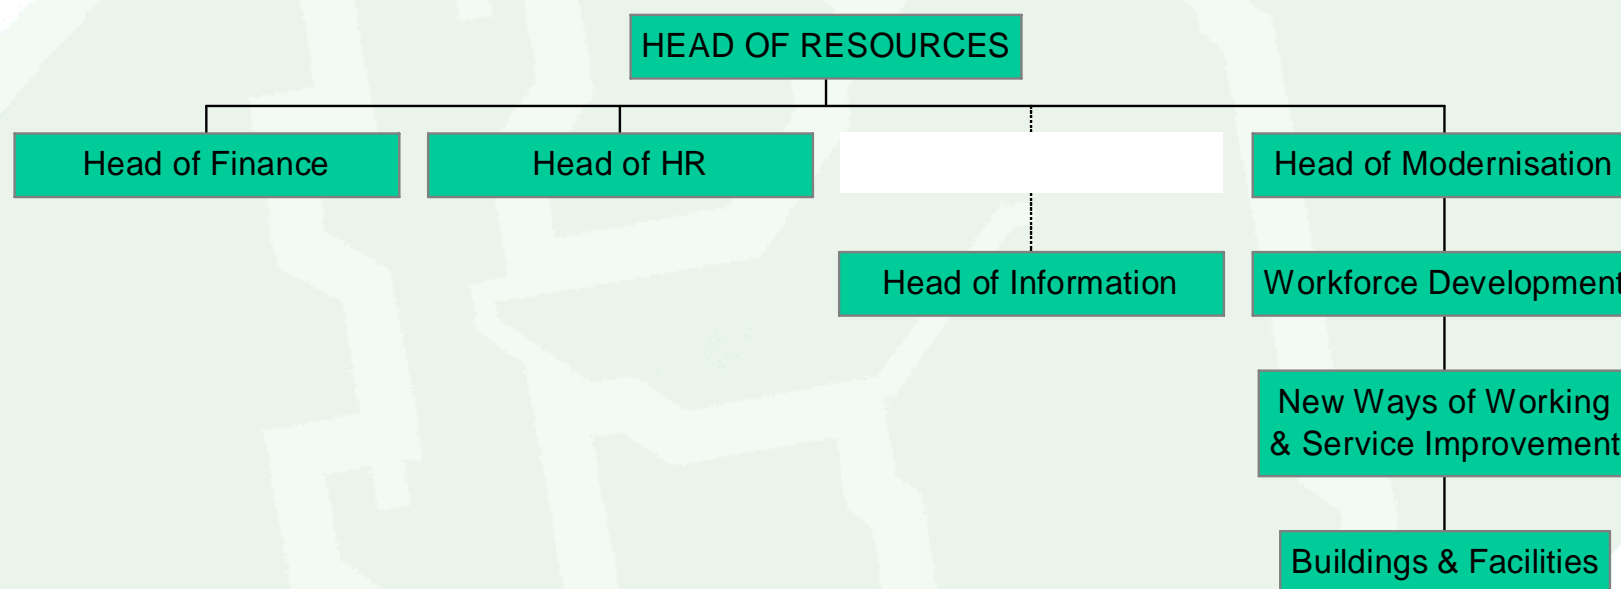 HEAD OF RESOURCES
Head of Finance
Head of HR
Head of Modernisation
Head of Information
Workforce Development
New Ways of Working
& Service Improvement
Buildings & Facilities